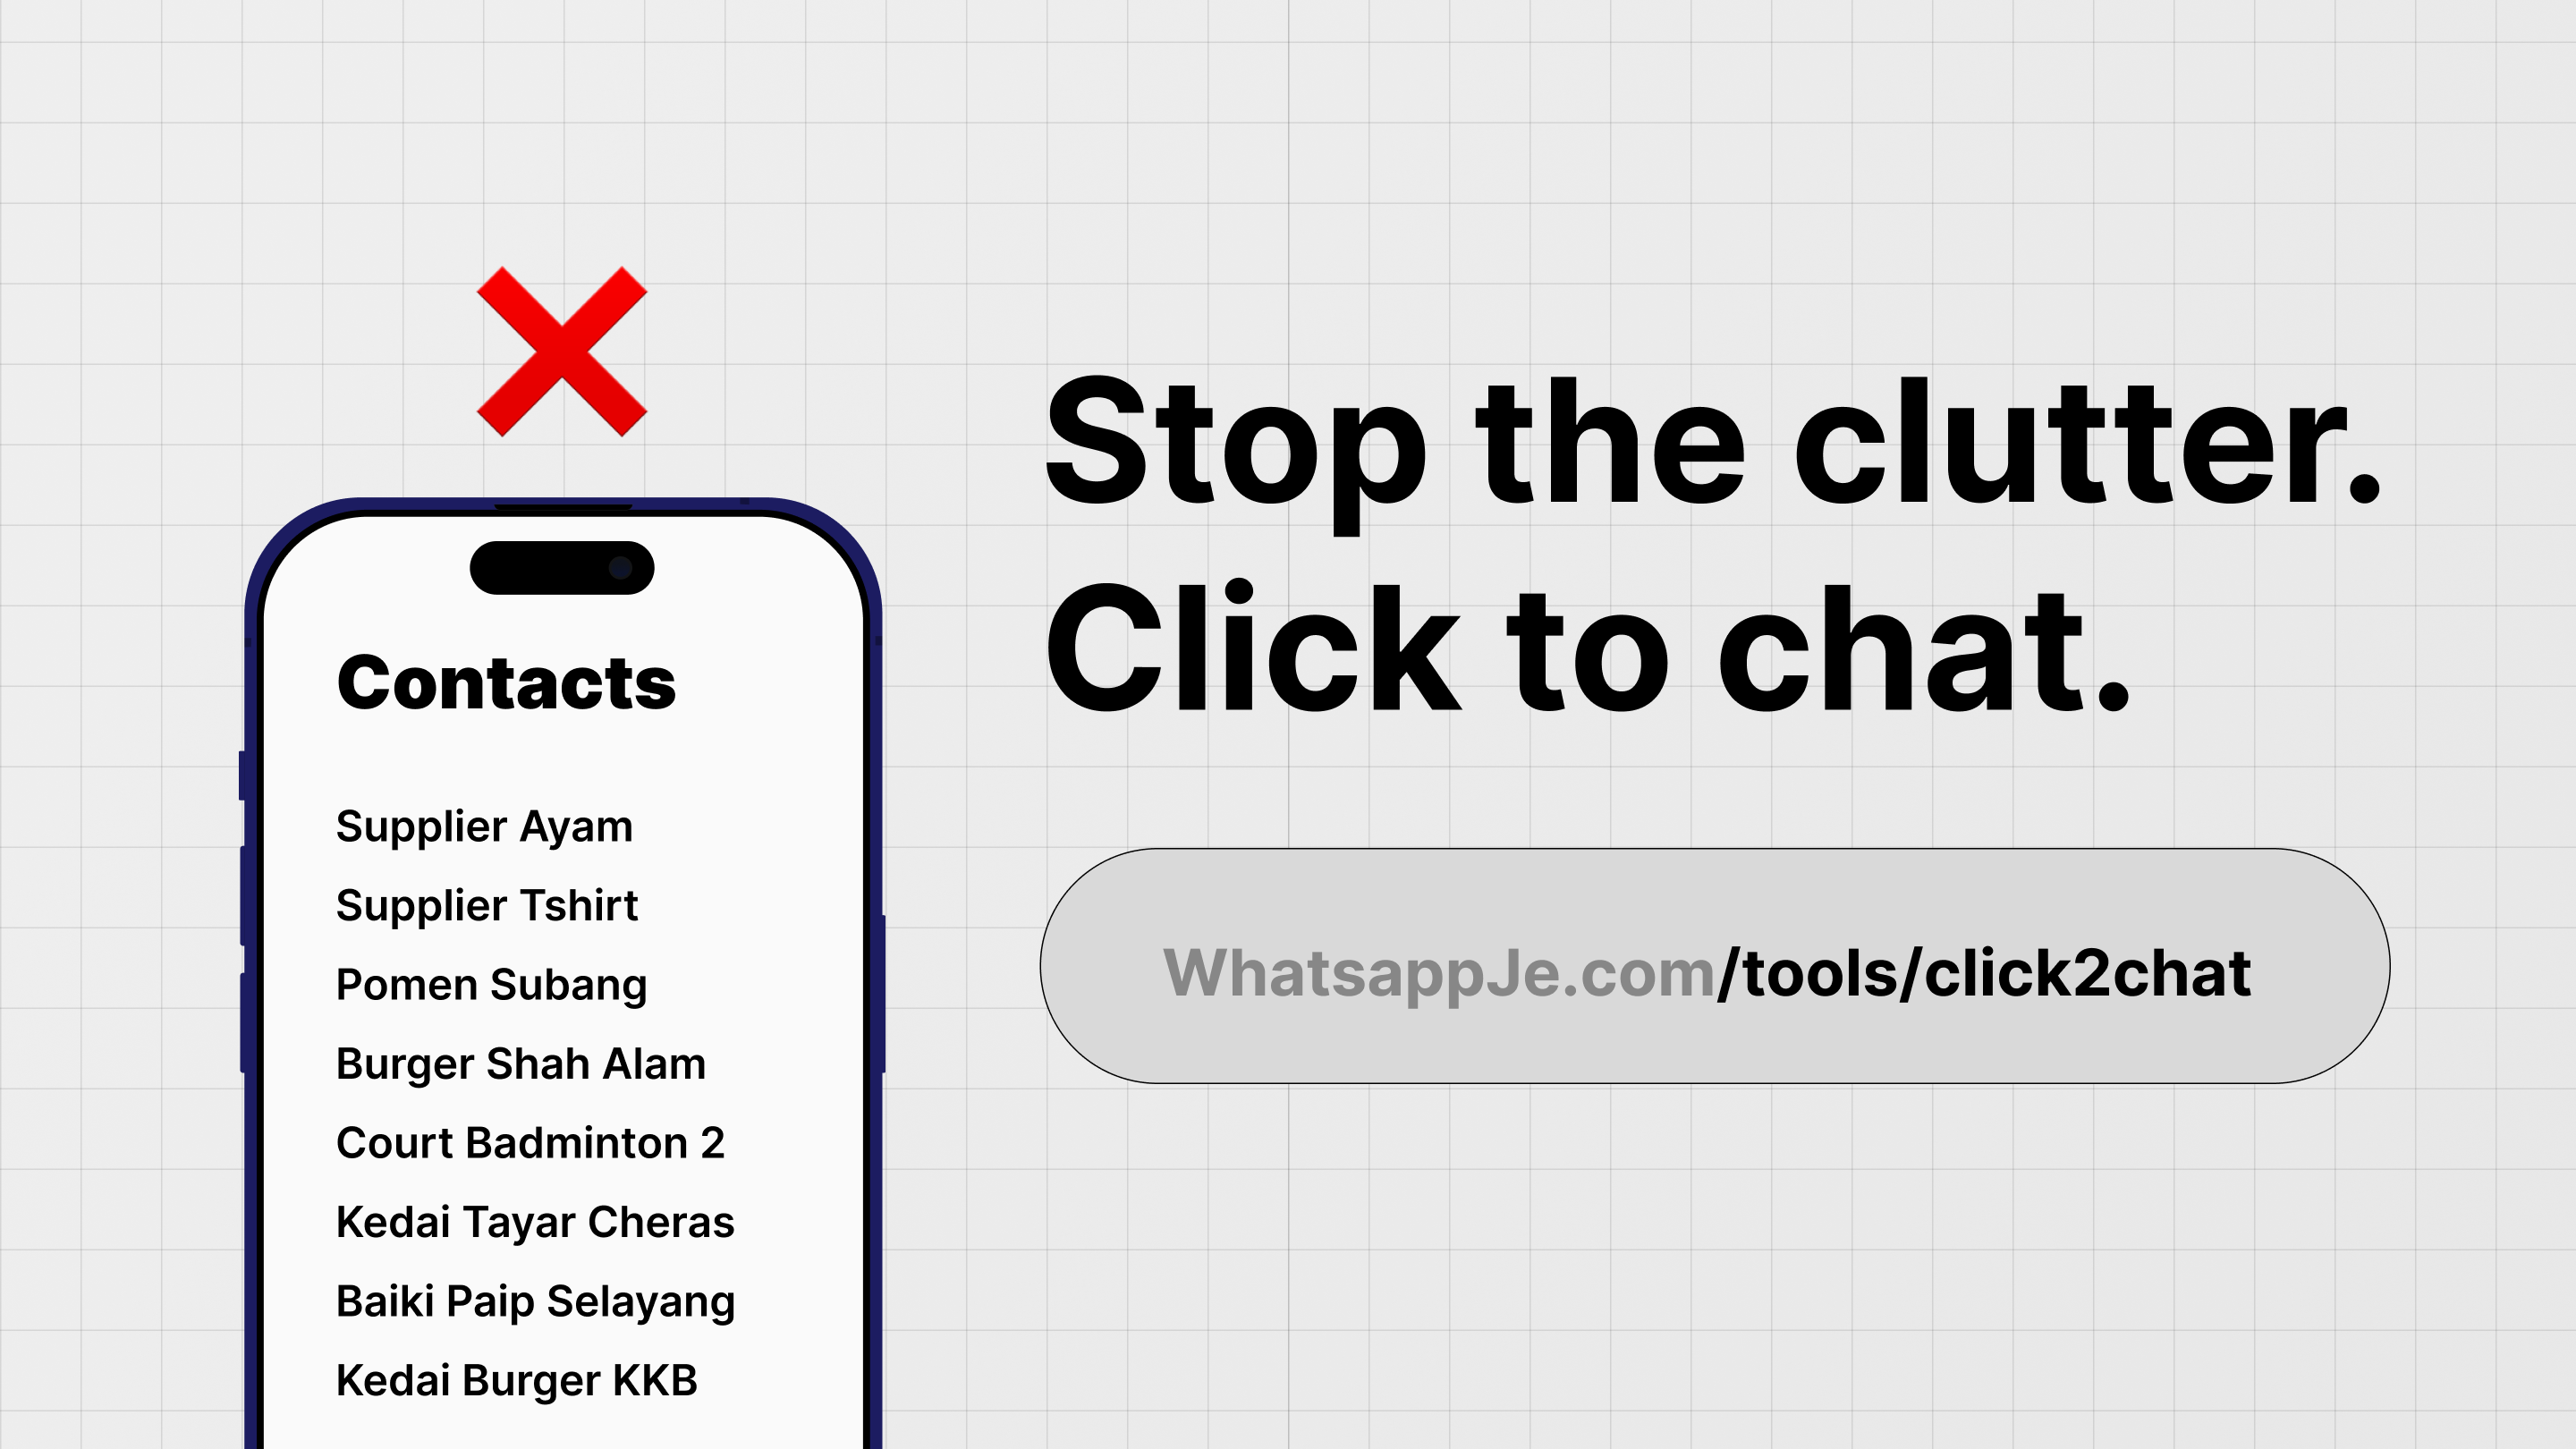 Contacts
Supplier Ayam
Supplier Tshirt
Pomen Subang
Burger Shah Alam
Court Badminton 2
Kedai Tayar Cheras
Baiki Paip Selayang
Kedai Burger KKB
Stop the clutter.
Click to chat.
WhatsappJe.com/tools/click2chat